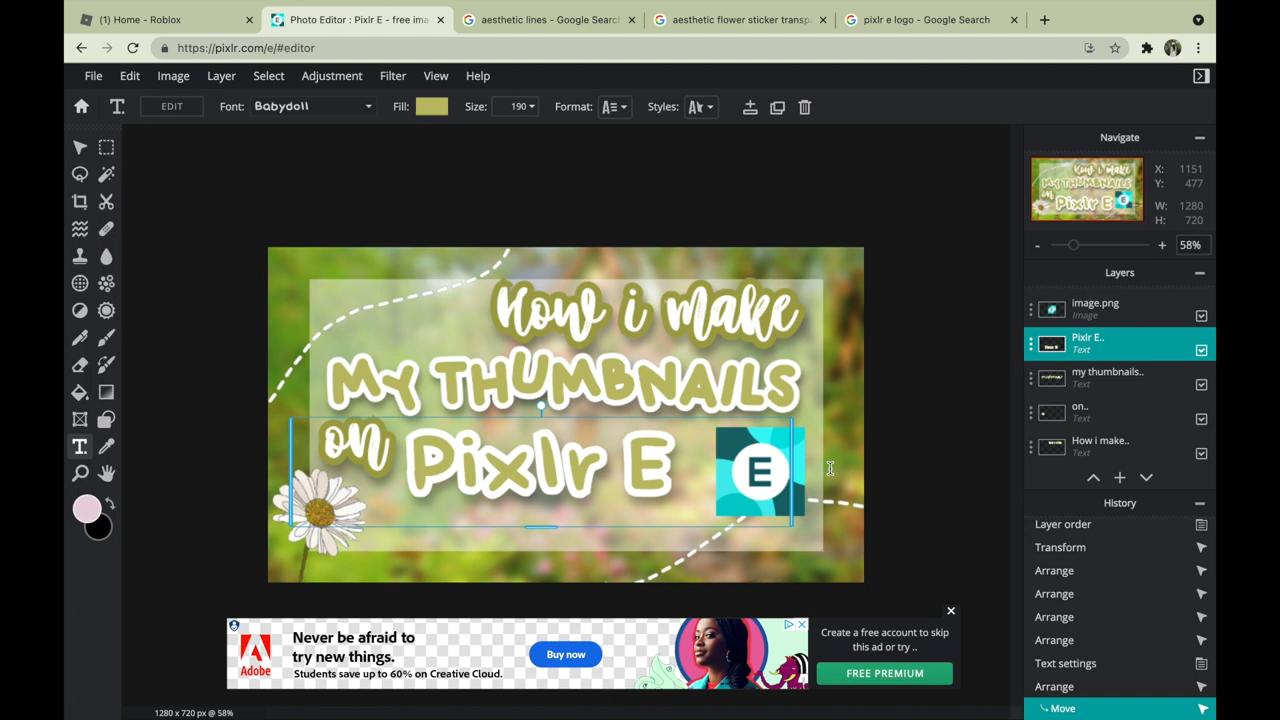 (1) Home - Roblox
Photo Editor : Pixlr E - free ima
aesthetic lines - Google Search
aesthetic flower sticker transpa
pixlr e logo - Google Search
https://pixlr.com/e/#editor
File Edit Image Layer Select Adjustment Filter View Help
EDIT Font: Babydoll Fill: Size: 190 Format: Styles:
Navigate
X: 1151
Y: 477
W: 1280
H: 720
- + 58%
How i make
MY THUMBNAILS
on Pixlr E
E
Layers
image.png
Image
Pixlr E..
Text
my thumbnails..
Text
on..
Text
How i make..
Text
History
Layer order
Transform
Arrange
Arrange
Arrange
Arrange
Text settings
Arrange
Move
Adobe
Never be afraid to
try new things.
Students save up to 60% on Creative Cloud.
Buy now
Create a free account to skip
this ad or try ..
FREE PREMIUM
1280 x 720 px @ 58%